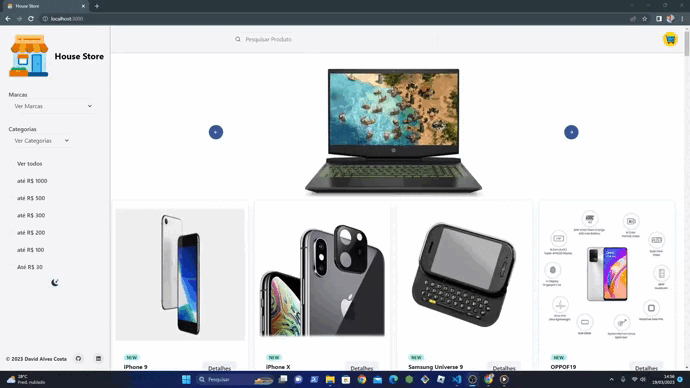 House Store
localhost:3000
House Store
Pesquisar Produto
Marcas
Ver Marcas
Categorias
Ver Categorias
Ver todos
até R$ 1000
até R$ 500
até R$ 300
até R$ 200
até R$ 100
Até R$ 30
NEW
iPhone 9
Detalhes
NEW
iPhone X
Detalhes
NEW
Samsung Universe 9
Detalhes
NEW
OPPOF19
Detalhes
© 2023 David Alves Costa
28°C
Pred. nublado
Pesquisar
14:56
19/03/2023